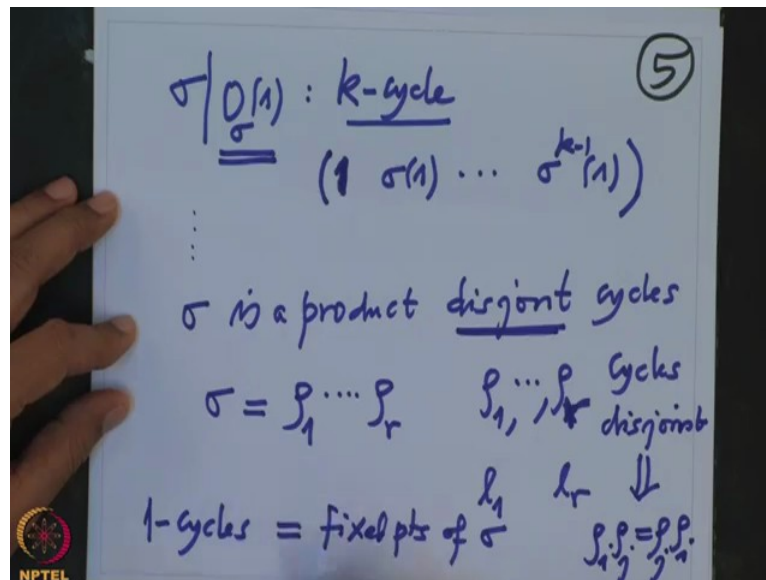 5
σ|O_σ(1) : k-cycle
(1 σ(1) ⋯ σ^{k-1}(1))
⋮
σ is a product disjont cycles
σ = ρ_1 ⋯ ρ_r ρ_1, ⋯, ρ_r cycles
disjoint
l_1 l_r ⇓
1-cycles = fixed pts of σ ρ_i ρ_j = ρ_j ρ_i
NPTEL